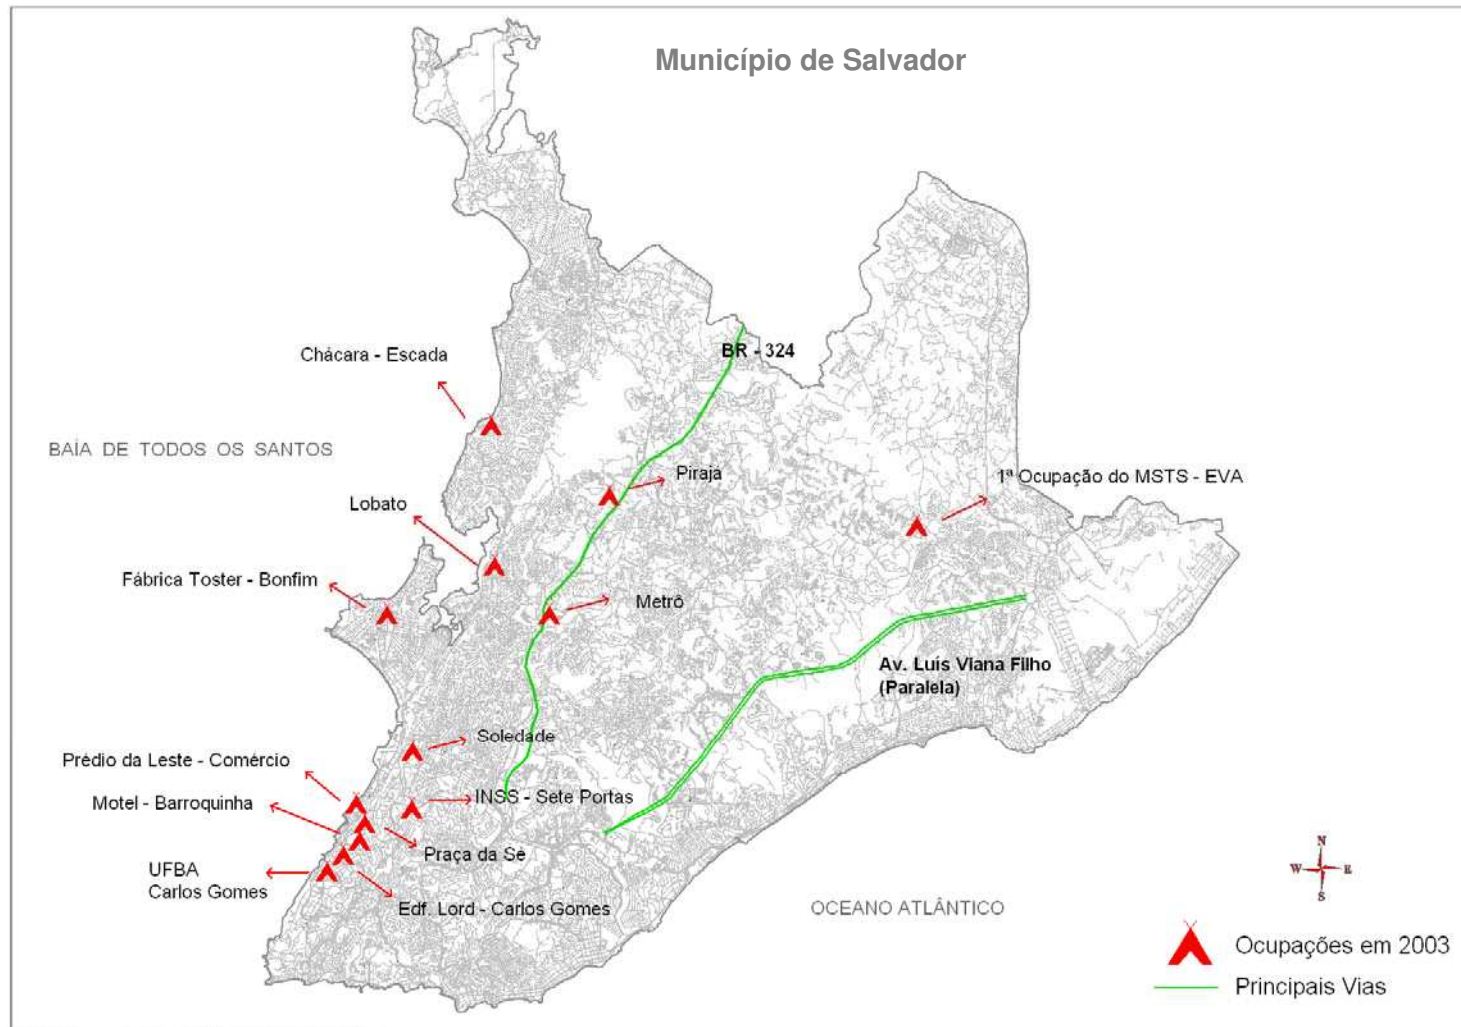 Município de Salvador
BR - 324
Chácara - Escada
BAÍA DE TODOS OS SANTOS
Piraja
1ª Ocupação do MSTS - EVA
Lobato
Fábrica Toster - Bonfim
Metrô
Av. Luís Viana Filho
(Paralela)
Soledade
Prédio da Leste - Comércio
INSS - Sete Portas
Motel - Barroquinha
Praça da Sé
UFBA
Carlos Gomes
Edf. Lord - Carlos Gomes
OCEANO ATLÂNTICO
N
W E
S
Ocupações em 2003
Principais Vias